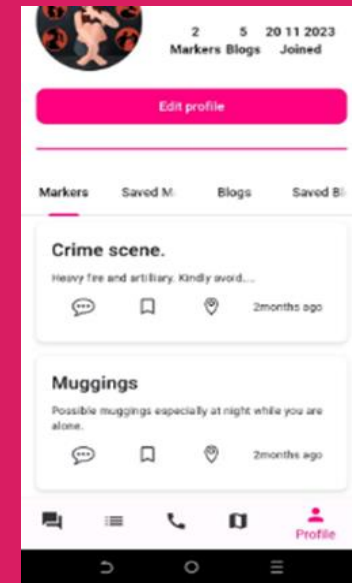 2 5 20 11 2023
Markers Blogs Joined
Edit profile
Markers Saved M Blogs Saved Bl
Crime scene.
Heavy fire and artilliary. Kindly avoid....
2months ago
Muggings
Possible muggings especially at night while you are
alone.
2months ago
Profile